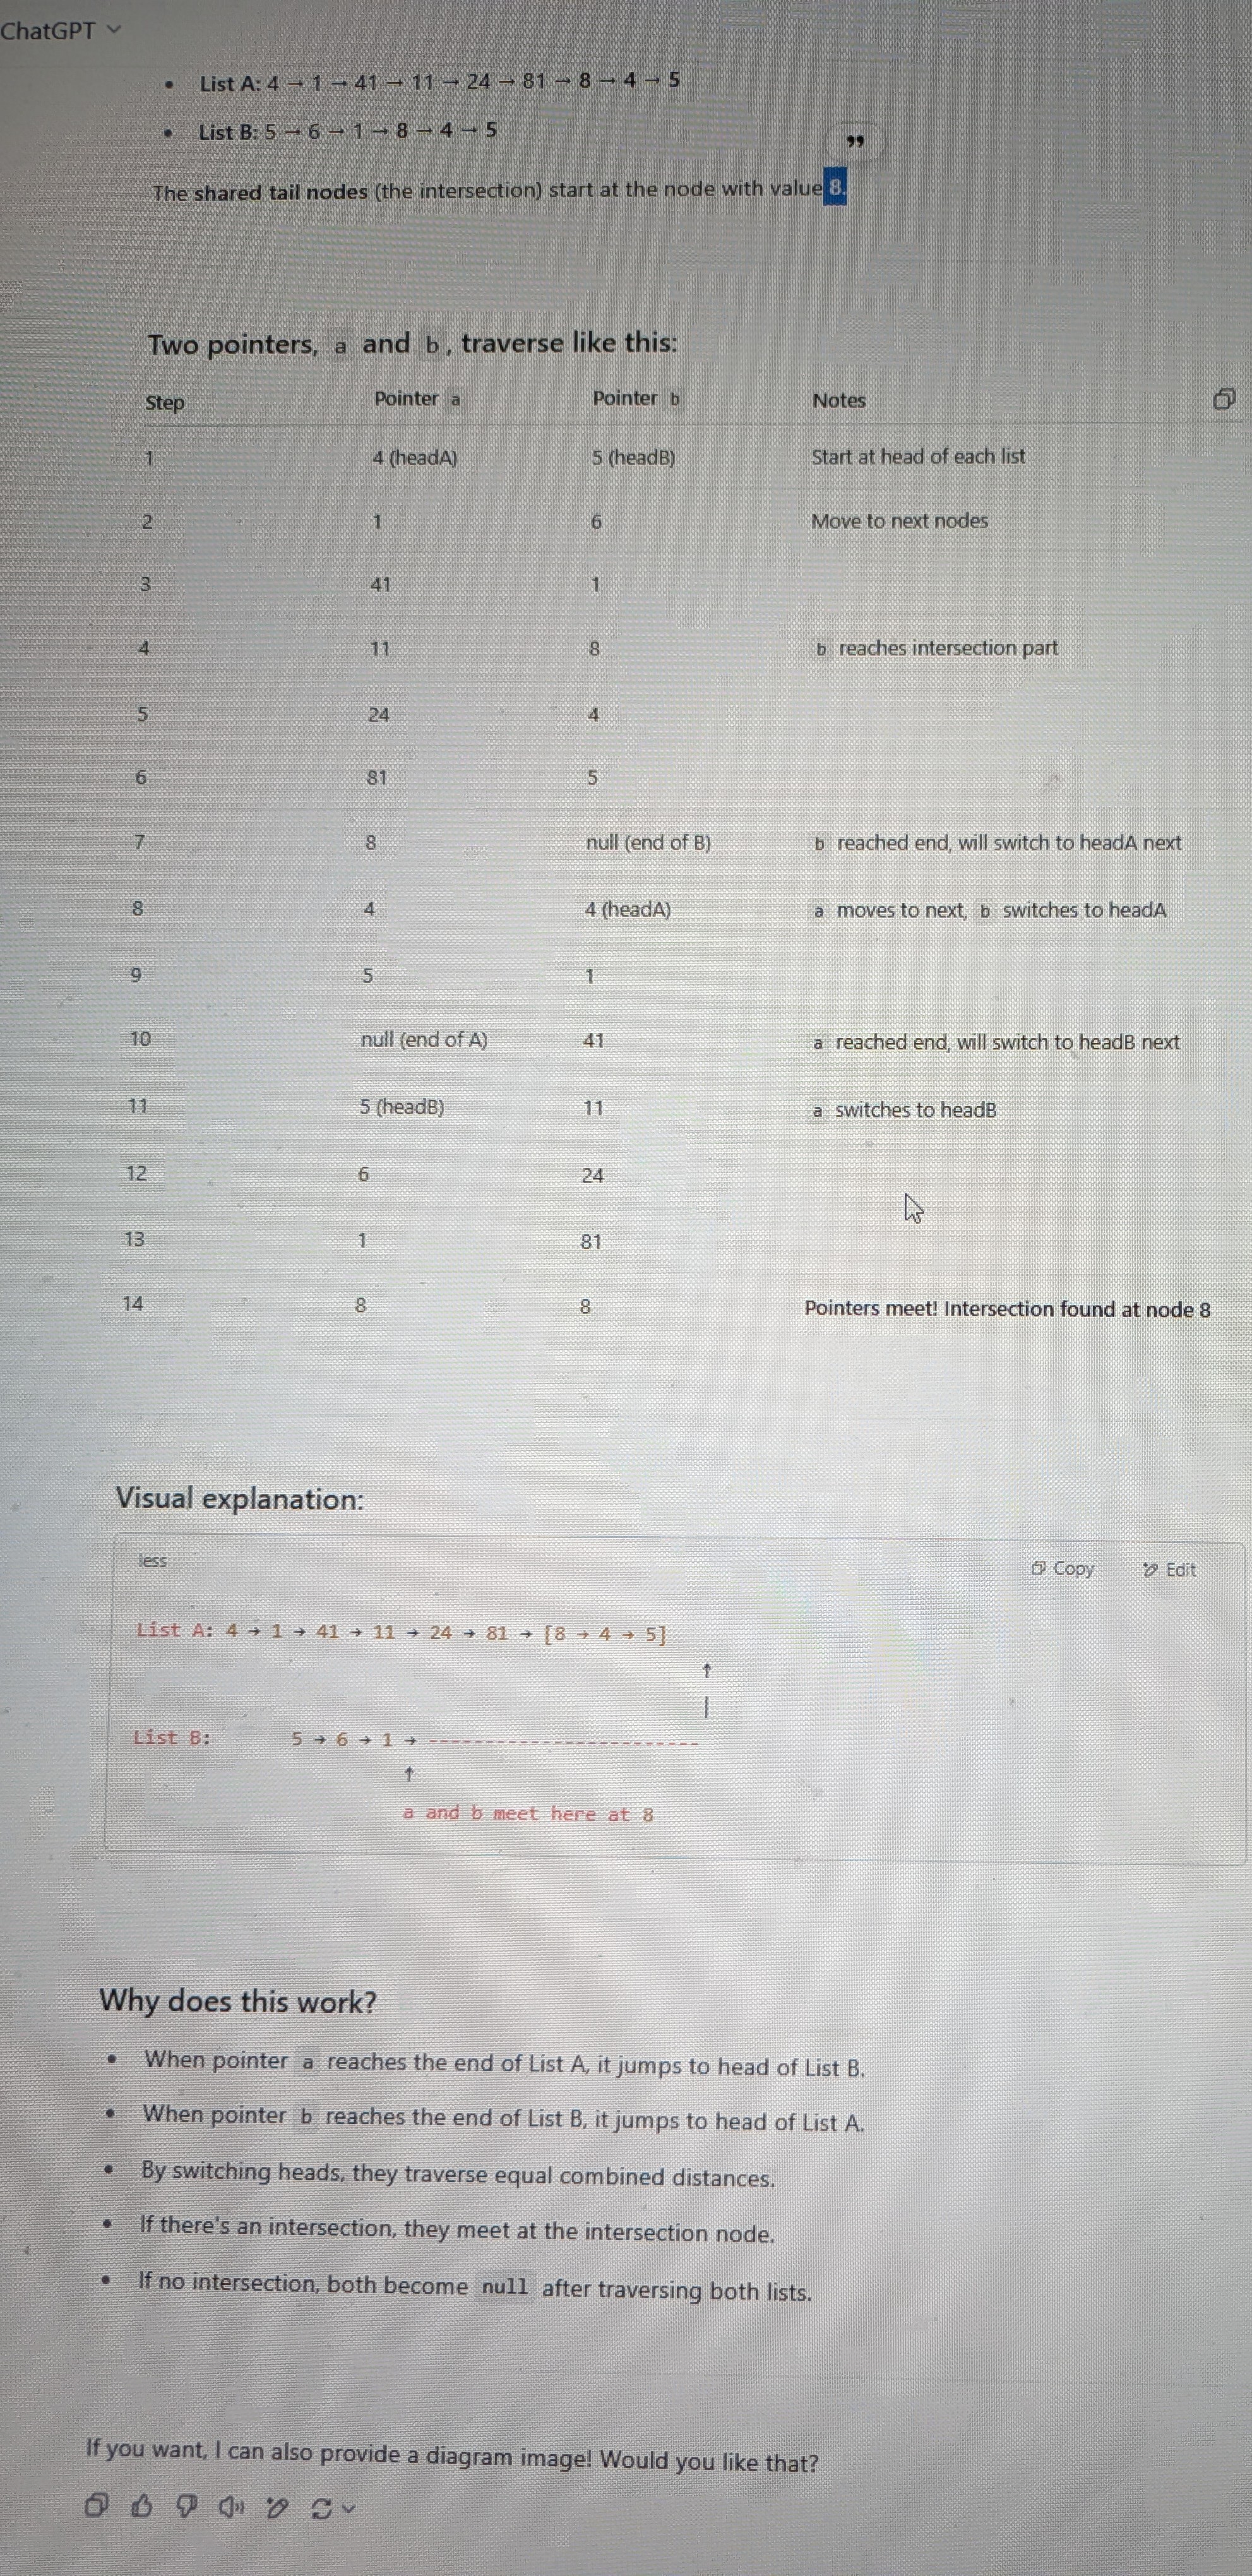 ChatGPT
• List A: 4 → 1 → 41 → 11 → 24 → 81 → 8 → 4 → 5
• List B: 5 → 6 → 1 → 8 → 4 → 5
The shared tail nodes (the intersection) start at the node with value 8.
Two pointers, a and b, traverse like this:
Step Pointer a Pointer b Notes
1 4 (headA) 5 (headB) Start at head of each list
2 1 6 Move to next nodes
3 41 1
4 11 8 b reaches intersection part
5 24 4
6 81 5
7 8 null (end of B) b reached end, will switch to headA next
8 4 4 (headA) a moves to next, b switches to headA
9 5 1
10 null (end of A) 41 a reached end, will switch to headB next
11 5 (headB) 11 a switches to headB
12 6 24
13 1 81
14 8 8 Pointers meet! Intersection found at node 8
Visual explanation:
less Copy Edit
List A: 4 → 1 → 41 → 11 → 24 → 81 → [8 → 4 → 5]
↑
|
List B: 5 → 6 → 1 → ------------------------
↑
a and b meet here at 8
Why does this work?
• When pointer a reaches the end of List A, it jumps to head of List B.
• When pointer b reaches the end of List B, it jumps to head of List A.
• By switching heads, they traverse equal combined distances.
• If there's an intersection, they meet at the intersection node.
• If no intersection, both become null after traversing both lists.
If you want, I can also provide a diagram image! Would you like that?